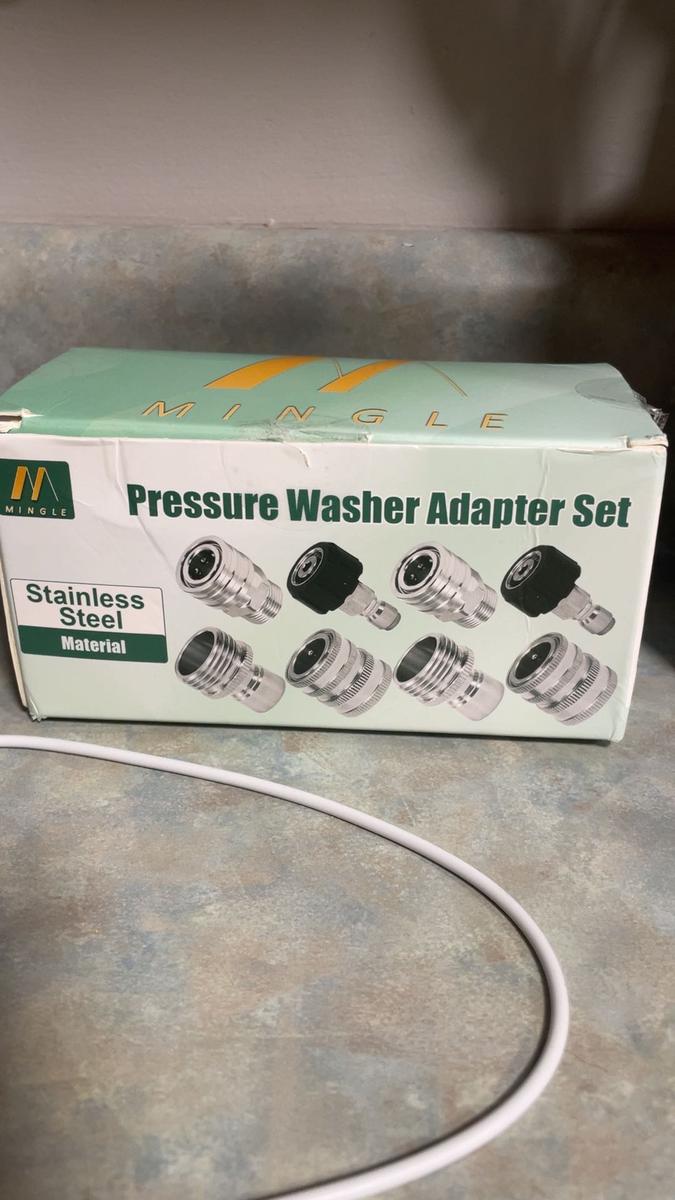 MINGLE
MINGLE
Pressure Washer Adapter Set
Stainless
Steel
Material